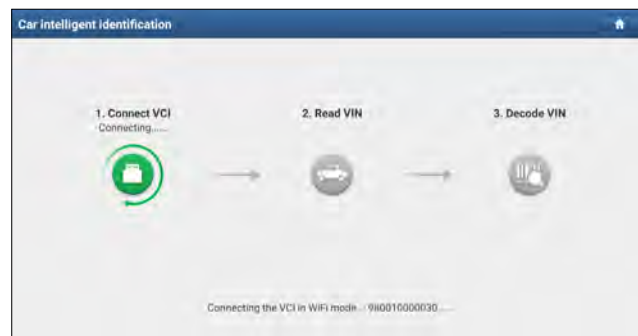 Car intelligent identification
1. Connect VCI
Connecting......
2. Read VIN
3. Decode VIN
Connecting the VCI in WiFi mode... 980010000030......